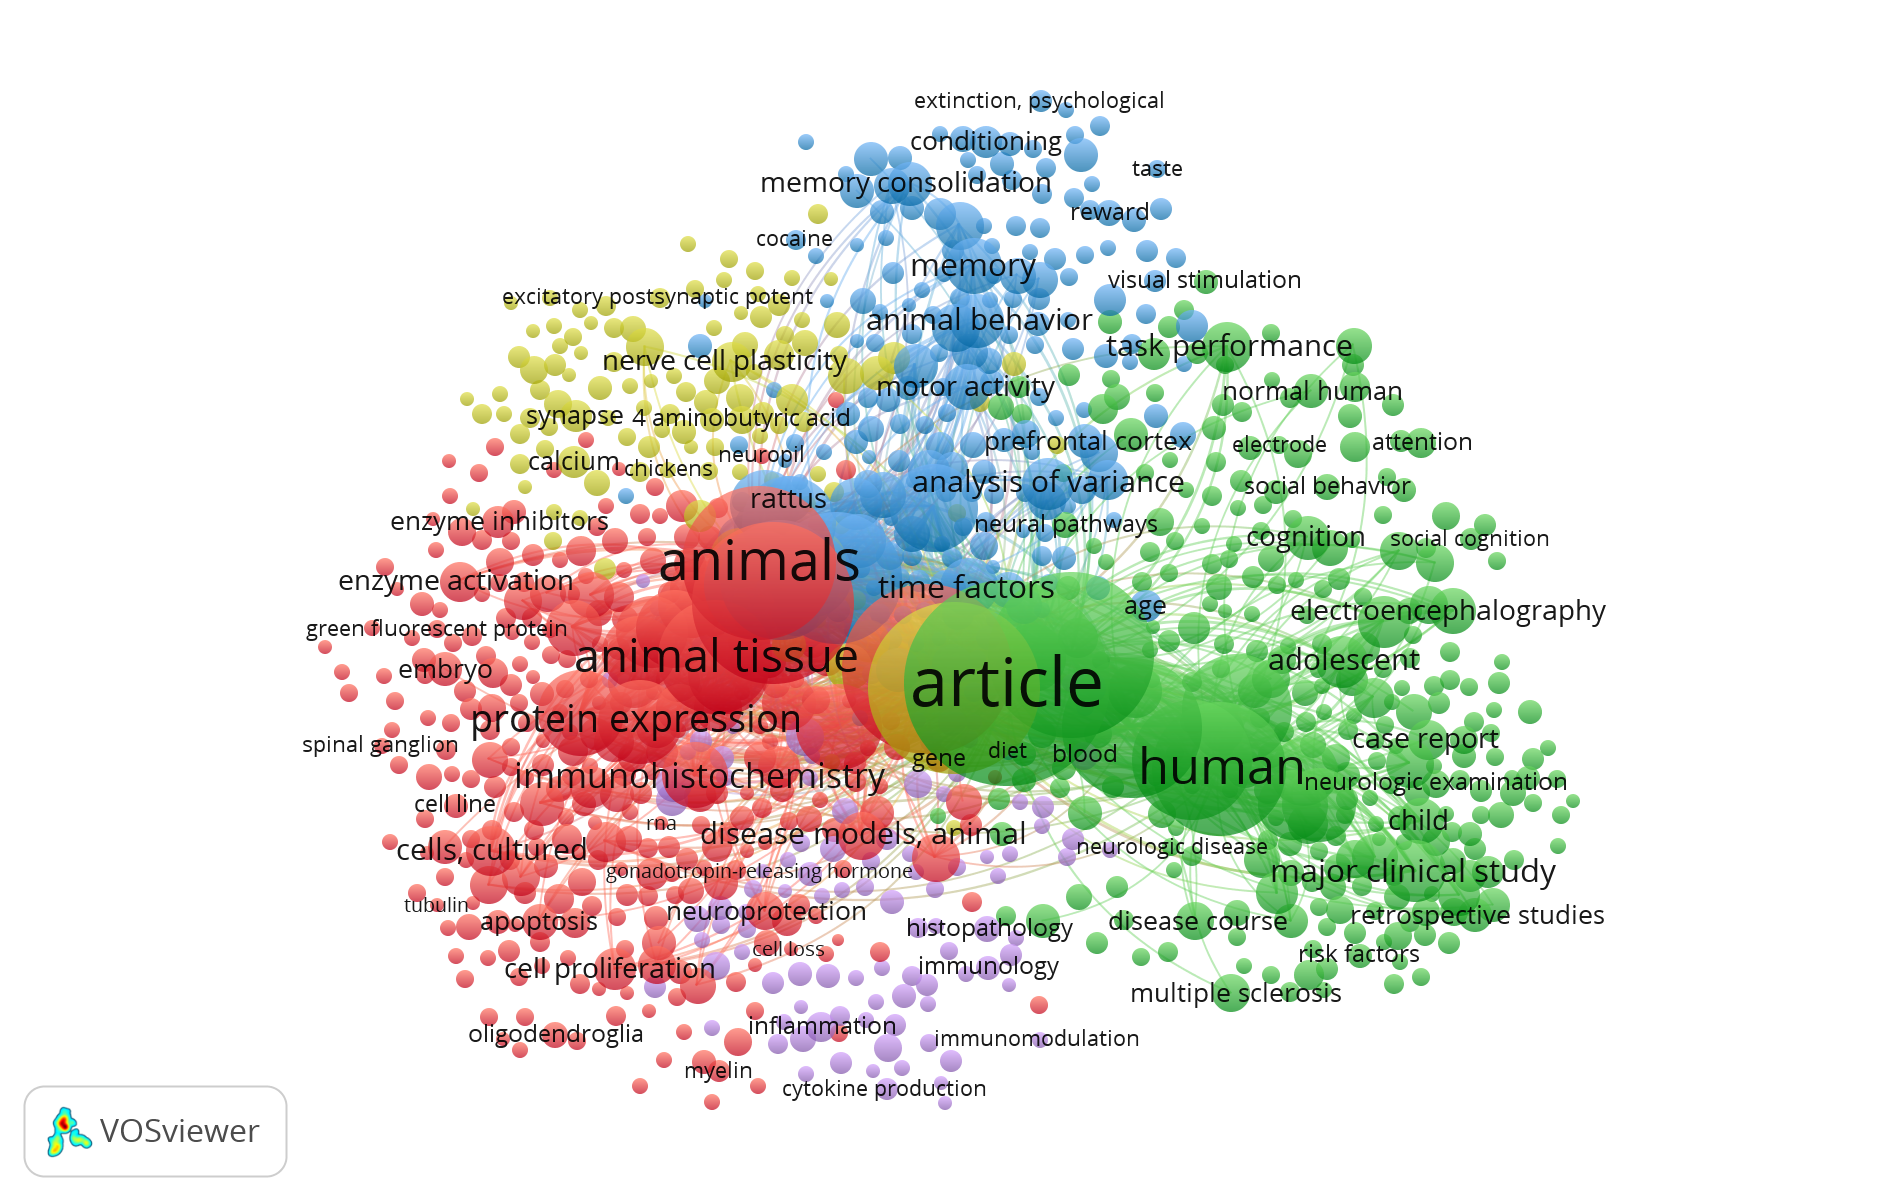 extinction, psychological
conditioning
taste
memory consolidation
reward
cocaine
memory
visual stimulation
excitatory postsynaptic potent
animal behavior
task performance
nerve cell plasticity
motor activity
normal human
synapse
4 aminobutyric acid
prefrontal cortex
electrode
attention
neuropil
calcium
chickens
analysis of variance
social behavior
rattus
enzyme inhibitors
neural pathways
cognition
social cognition
animals
enzyme activation
time factors
age
electroencephalography
green fluorescent protein
animal tissue
adolescent
embryo
article
protein expression
case report
spinal ganglion
gene
diet
blood
human
immunohistochemistry
neurologic examination
cell line
rna
disease models, animal
child
cells, cultured
neurologic disease
gonadotropin-releasing hormone
major clinical study
tubulin
apoptosis
neuroprotection
histopathology
disease course
retrospective studies
cell loss
risk factors
cell proliferation
immunology
multiple sclerosis
oligodendroglia
inflammation
immunomodulation
myelin
cytokine production
VOSviewer